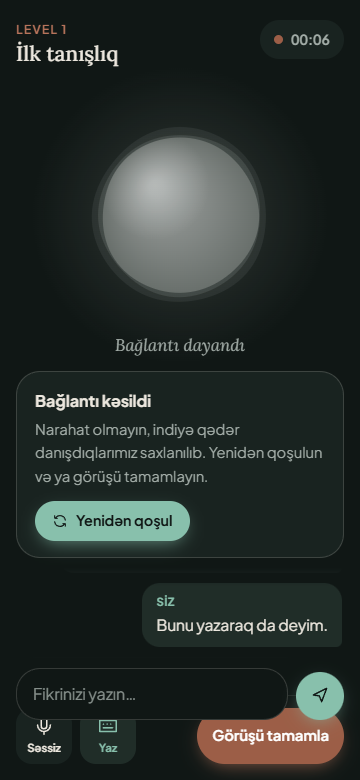 LEVEL 1
İlk tanışlıq
00:06
Bağlantı dayandı
Bağlantı kəsildi
Narahat olmayın, indiyə qədər
danışdıqlarımız saxlanılıb. Yenidən qoşulun
və ya görüşü tamamlayın.
Yenidən qoşul
SİZ
Bunu yazaraq da deyim.
Fikrinizi yazın...
Səssiz
Yaz
Görüşü tamamla